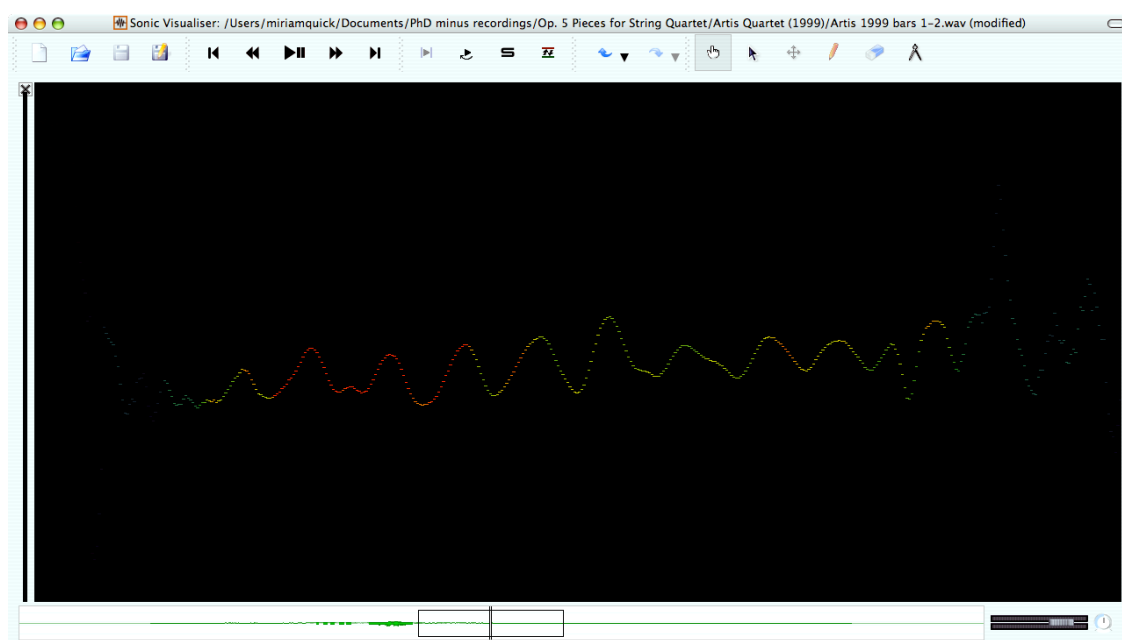 Sonic Visualiser: /Users/miriamquick/Documents/PhD minus recordings/Op. 5 Pieces for String Quartet/Artis Quartet (1999)/Artis 1999 bars 1-2.wav (modified)